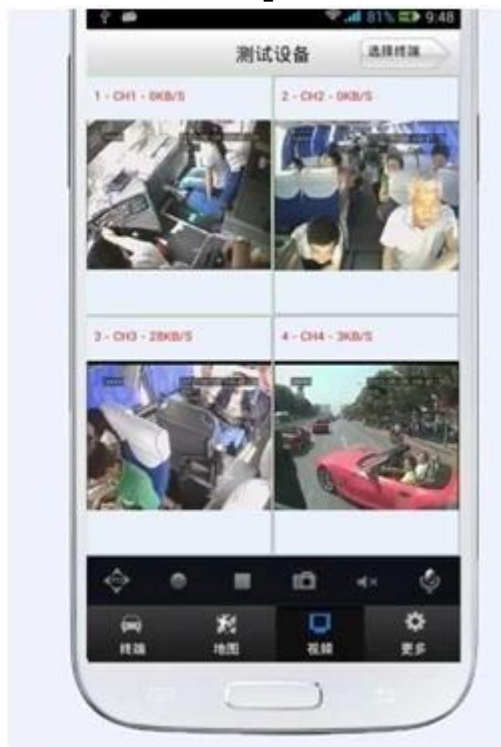 81% 9:48
测试设备 选择终端
1 - CH1 - 0KB/S 2 - CH2 - 0KB/S
3 - CH3 - 28KB/S 4 - CH4 - 3KB/S
终端 地图 视频 更多